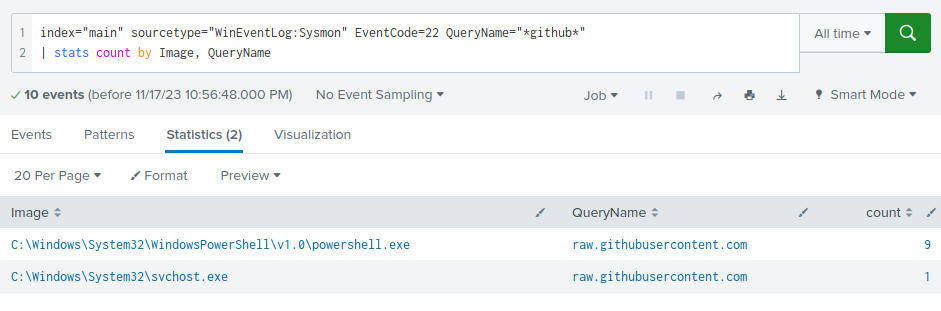 1 index="main" sourcetype="WinEventLog:Sysmon" EventCode=22 QueryName="*github*"
2 | stats count by Image, QueryName
All time
10 events (before 11/17/23 10:56:48.000 PM) No Event Sampling Job Smart Mode
Events Patterns Statistics (2) Visualization
20 Per Page Format Preview
Image QueryName count
C:\Windows\System32\WindowsPowerShell\v1.0\powershell.exe raw.githubusercontent.com 9
C:\Windows\System32\svchost.exe raw.githubusercontent.com 1